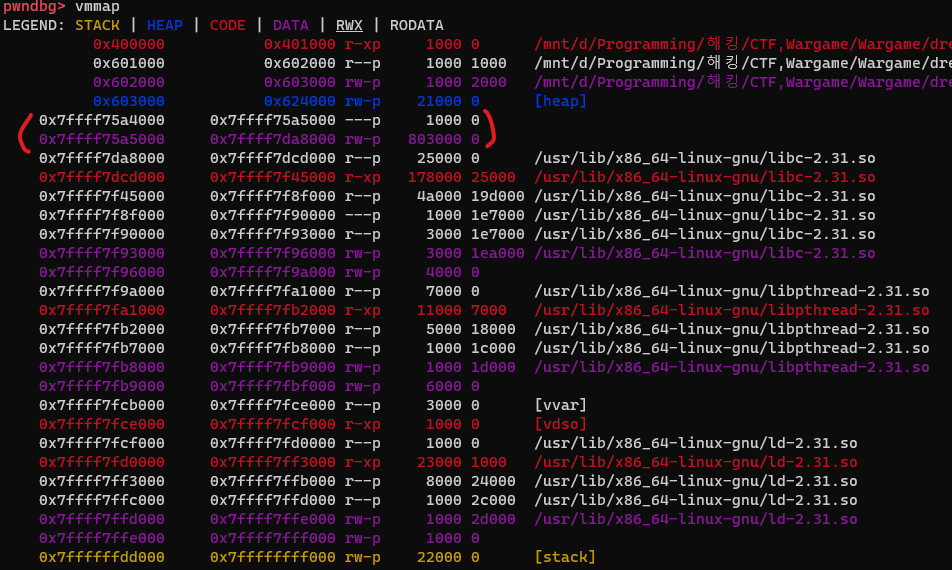 pwndbg> vmmap
LEGEND: STACK | HEAP | CODE | DATA | RWX | RODATA
0x400000 0x401000 r-xp 1000 0 /mnt/d/Programming/해킹/CTF,Wargame/Wargame/dre
0x601000 0x602000 r--p 1000 1000 /mnt/d/Programming/해킹/CTF,Wargame/Wargame/dre
0x602000 0x603000 rw-p 1000 2000 /mnt/d/Programming/해킹/CTF,Wargame/Wargame/dre
0x603000 0x624000 rw-p 21000 0 [heap]
0x7ffff75a4000 0x7ffff75a5000 ---p 1000 0
0x7ffff75a5000 0x7ffff7da8000 rw-p 803000 0
0x7ffff7da8000 0x7ffff7dcd000 r--p 25000 0 /usr/lib/x86_64-linux-gnu/libc-2.31.so
0x7ffff7dcd000 0x7ffff7f45000 r-xp 178000 25000 /usr/lib/x86_64-linux-gnu/libc-2.31.so
0x7ffff7f45000 0x7ffff7f8f000 r--p 4a000 19d000 /usr/lib/x86_64-linux-gnu/libc-2.31.so
0x7ffff7f8f000 0x7ffff7f90000 ---p 1000 1e7000 /usr/lib/x86_64-linux-gnu/libc-2.31.so
0x7ffff7f90000 0x7ffff7f93000 r--p 3000 1e7000 /usr/lib/x86_64-linux-gnu/libc-2.31.so
0x7ffff7f93000 0x7ffff7f96000 rw-p 3000 1ea000 /usr/lib/x86_64-linux-gnu/libc-2.31.so
0x7ffff7f96000 0x7ffff7f9a000 rw-p 4000 0
0x7ffff7f9a000 0x7ffff7fa1000 r--p 7000 0 /usr/lib/x86_64-linux-gnu/libpthread-2.31.so
0x7ffff7fa1000 0x7ffff7fb2000 r-xp 11000 7000 /usr/lib/x86_64-linux-gnu/libpthread-2.31.so
0x7ffff7fb2000 0x7ffff7fb7000 r--p 5000 18000 /usr/lib/x86_64-linux-gnu/libpthread-2.31.so
0x7ffff7fb7000 0x7ffff7fb8000 r--p 1000 1c000 /usr/lib/x86_64-linux-gnu/libpthread-2.31.so
0x7ffff7fb8000 0x7ffff7fb9000 rw-p 1000 1d000 /usr/lib/x86_64-linux-gnu/libpthread-2.31.so
0x7ffff7fb9000 0x7ffff7fbf000 rw-p 6000 0
0x7ffff7fcb000 0x7ffff7fce000 r--p 3000 0 [vvar]
0x7ffff7fce000 0x7ffff7fcf000 r-xp 1000 0 [vdso]
0x7ffff7fcf000 0x7ffff7fd0000 r--p 1000 0 /usr/lib/x86_64-linux-gnu/ld-2.31.so
0x7ffff7fd0000 0x7ffff7ff3000 r-xp 23000 1000 /usr/lib/x86_64-linux-gnu/ld-2.31.so
0x7ffff7ff3000 0x7ffff7ffb000 r--p 8000 24000 /usr/lib/x86_64-linux-gnu/ld-2.31.so
0x7ffff7ffc000 0x7ffff7ffd000 r--p 1000 2c000 /usr/lib/x86_64-linux-gnu/ld-2.31.so
0x7ffff7ffd000 0x7ffff7ffe000 rw-p 1000 2d000 /usr/lib/x86_64-linux-gnu/ld-2.31.so
0x7ffff7ffe000 0x7ffff7fff000 rw-p 1000 0
0x7ffffffdd000 0x7ffffffff000 rw-p 22000 0 [stack]